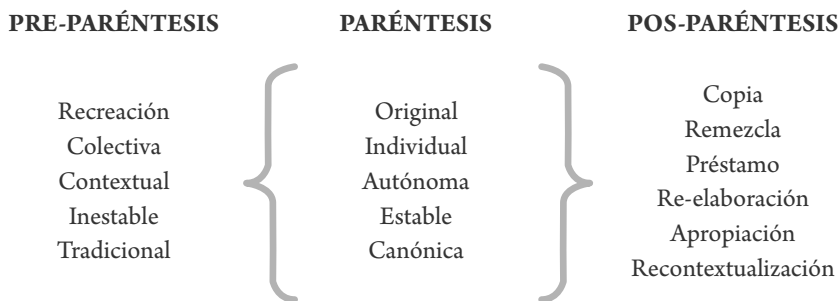 PRE-PARÉNTESIS
Recreación
Colectiva
Contextual
Inestable
Tradicional
PARÉNTESIS
Original
Individual
Autónoma
Estable
Canónica
POS-PARÉNTESIS
Copia
Remezcla
Préstamo
Re-elaboración
Apropiación
Recontextualización